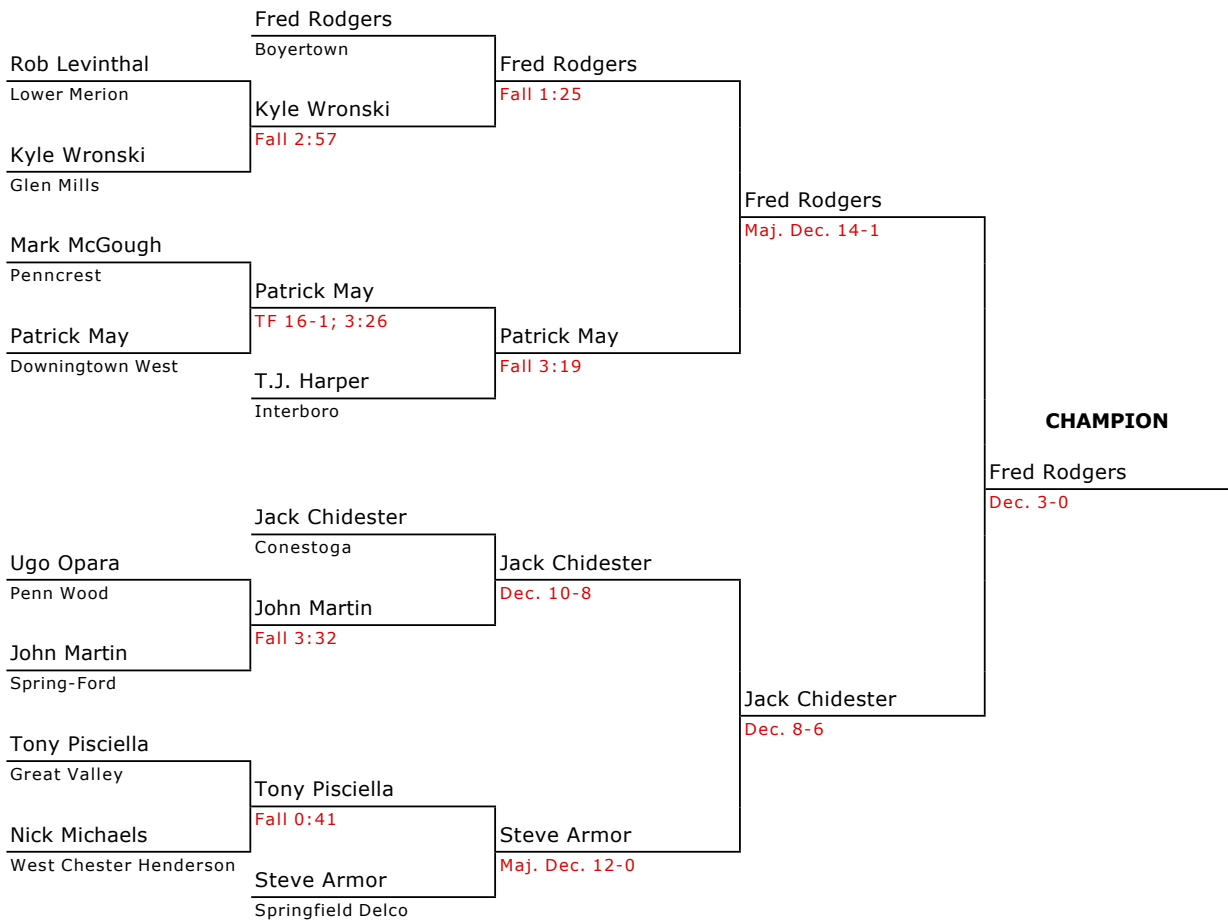 Fred Rodgers
Boyertown
Rob Levinthal
Lower Merion
Fred Rodgers
Fall 1:25
Kyle Wronski
Fall 2:57
Kyle Wronski
Glen Mills
Fred Rodgers
Maj. Dec. 14-1
Mark McGough
Penncrest
Patrick May
TF 16-1; 3:26
Patrick May
Downingtown West
Patrick May
Fall 3:19
T.J. Harper
Interboro
CHAMPION
Fred Rodgers
Dec. 3-0
Jack Chidester
Conestoga
Ugo Opara
Penn Wood
Jack Chidester
Dec. 10-8
John Martin
Fall 3:32
John Martin
Spring-Ford
Jack Chidester
Dec. 8-6
Tony Pisciella
Great Valley
Tony Pisciella
Fall 0:41
Nick Michaels
West Chester Henderson
Steve Armor
Maj. Dec. 12-0
Steve Armor
Springfield Delco